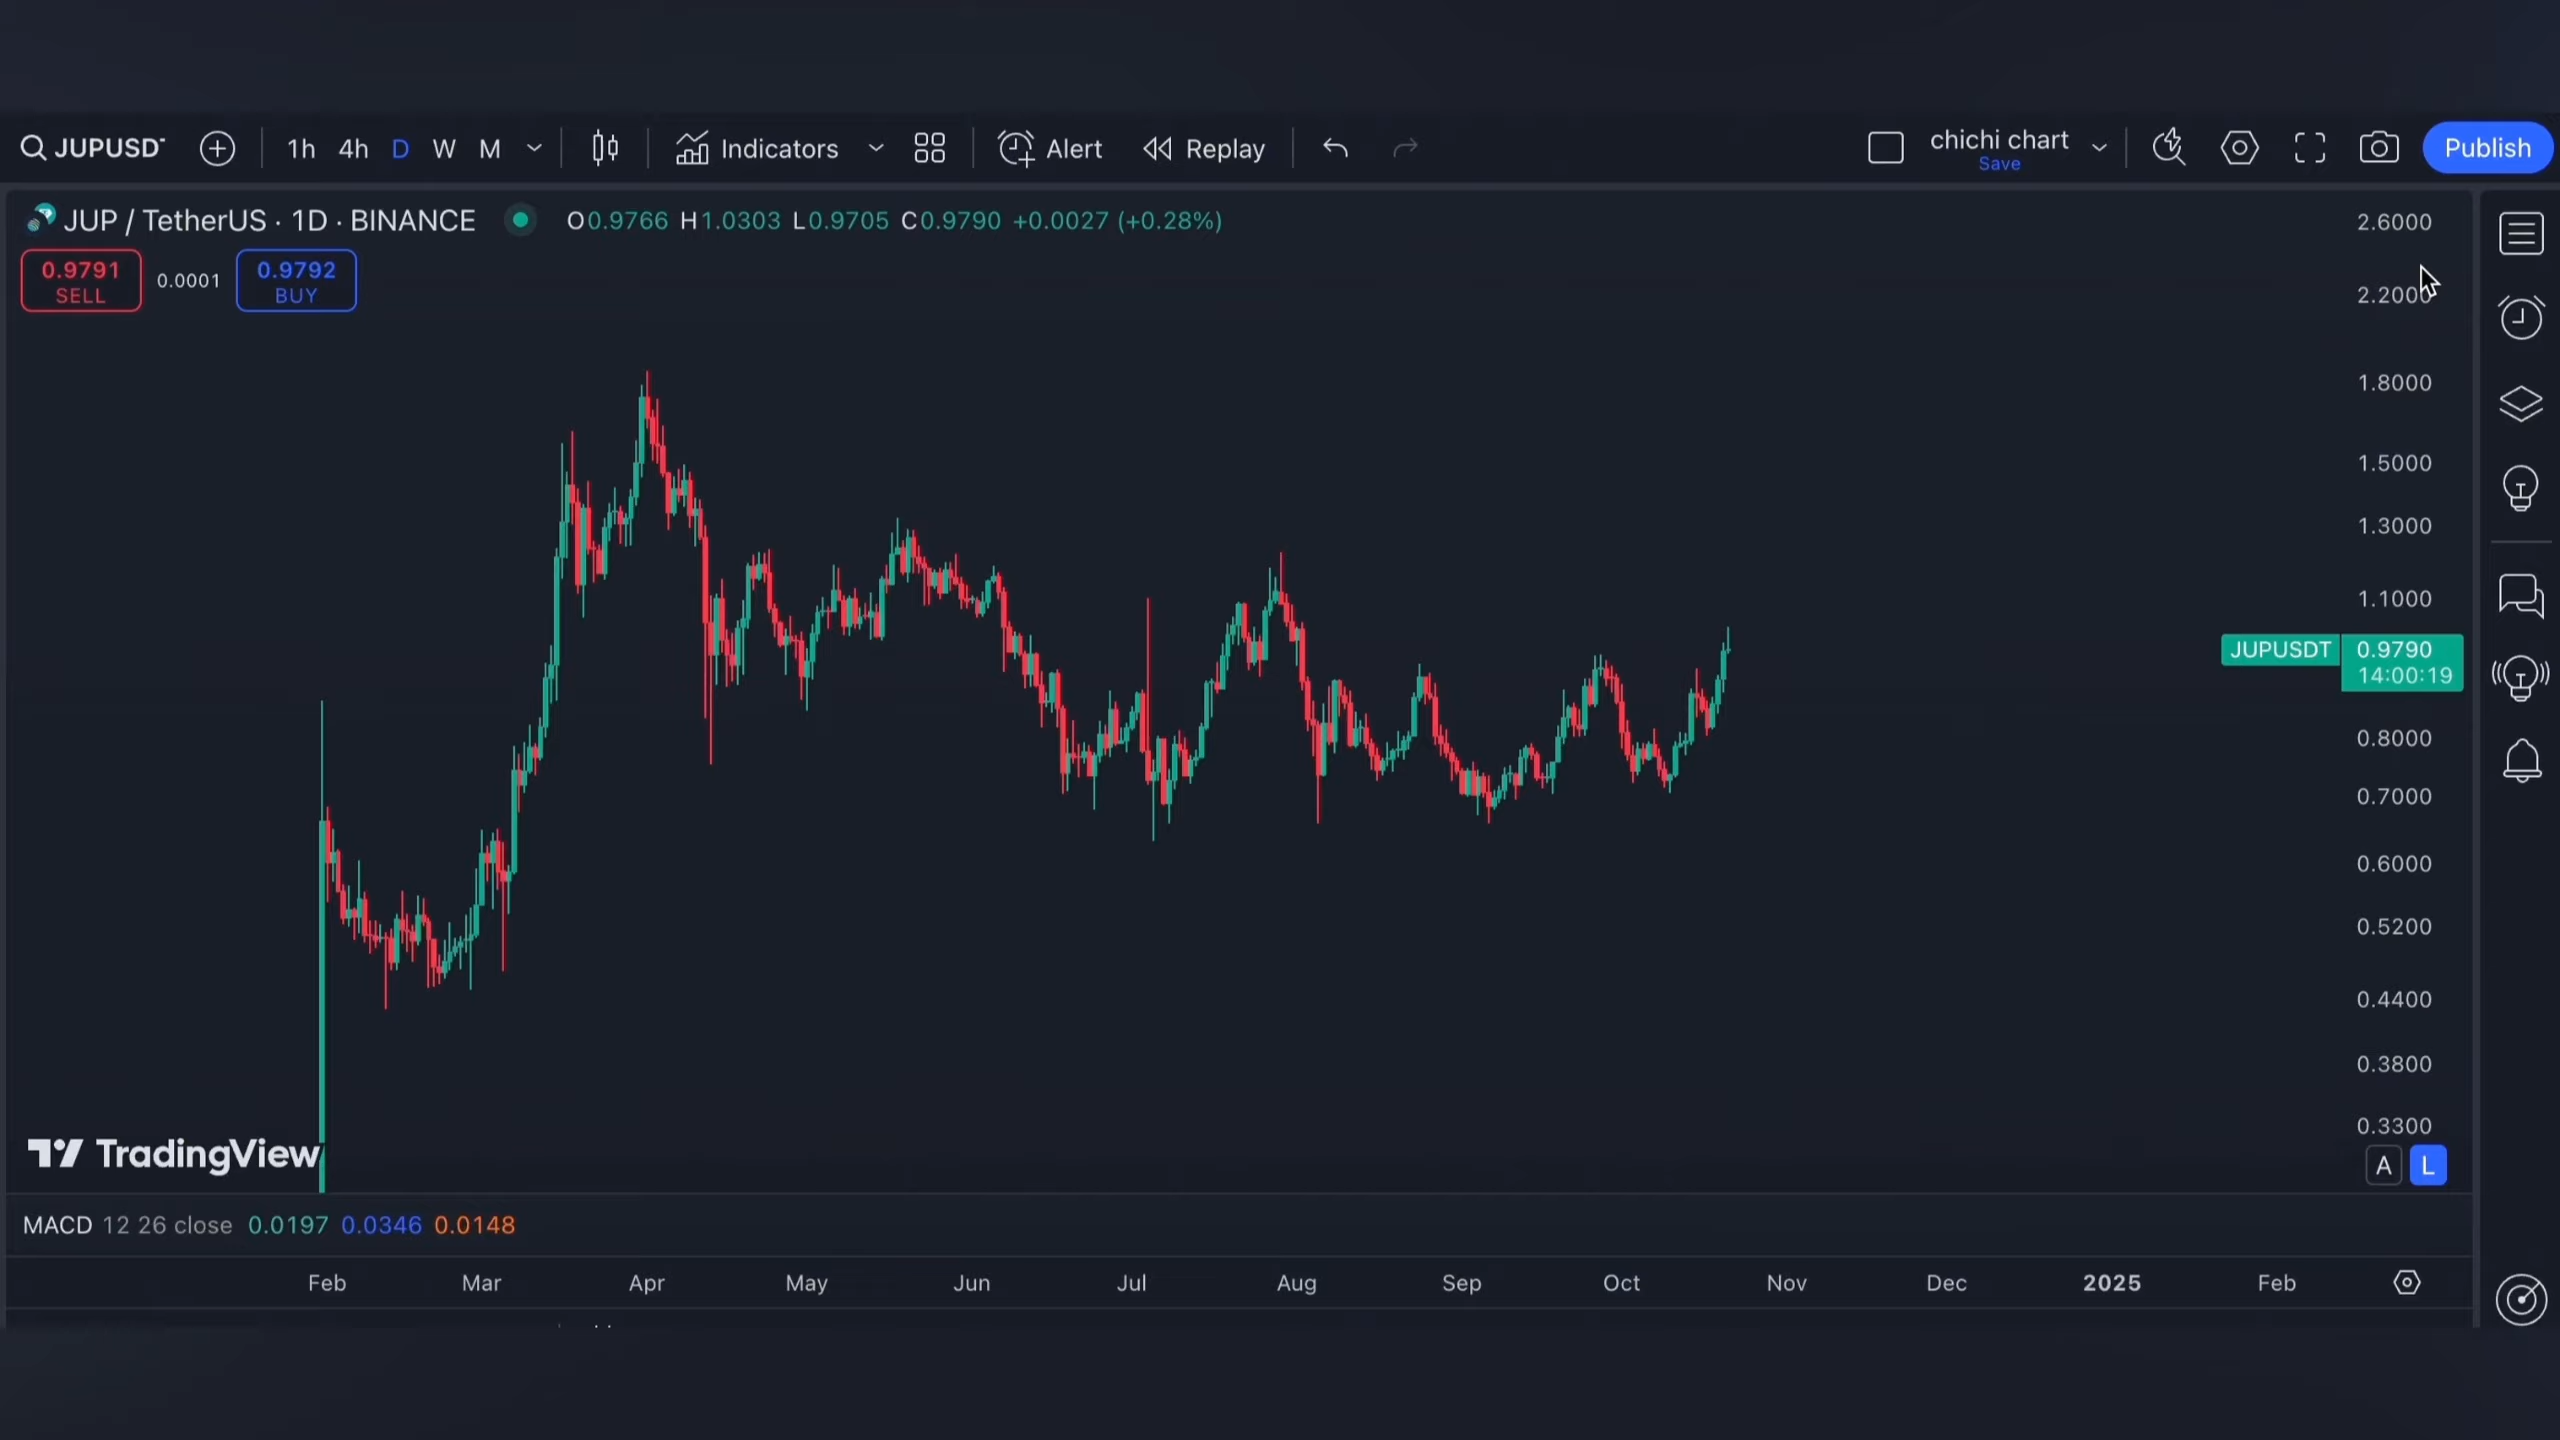 JUPUSD
1h 4h D W M Indicators Alert Replay chichi chart Save Publish
JUP / TetherUS · 1D · BINANCE O0.9766 H1.0303 L0.9705 C0.9790 +0.0027 (+0.28%)
0.9791 SELL 0.0001 0.9792 BUY
2.6000
2.2000
1.8000
1.5000
1.3000
1.1000
JUPUSDT 0.9790
14:00:19
0.8000
0.7000
0.6000
0.5200
0.4400
0.3800
0.3300
TradingView A L
MACD 12 26 close 0.0197 0.0346 0.0148
Feb Mar Apr May Jun Jul Aug Sep Oct Nov Dec 2025 Feb